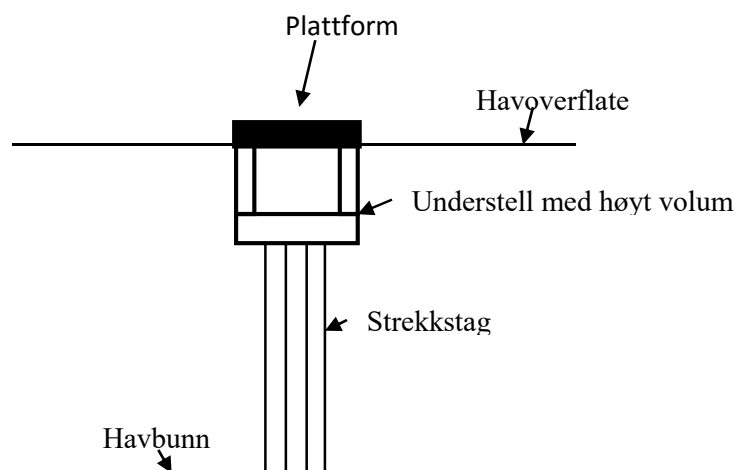 Plattform
Havoverflate
Understell med høyt volum
Strekkstag
Havbunn